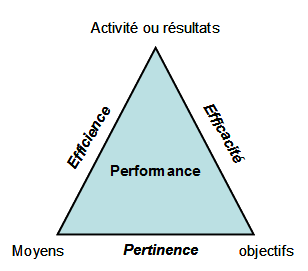 Activité ou résultats
Efficience
Efficacité
Performance
Moyens
Pertinence
objectifs